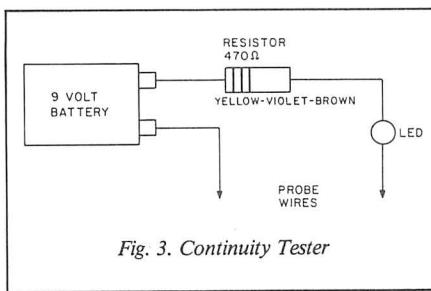 RESISTOR
470Ω
9 VOLT
BATTERY
YELLOW-VIOLET-BROWN
LED
PROBE
WIRES
Fig. 3. Continuity Tester